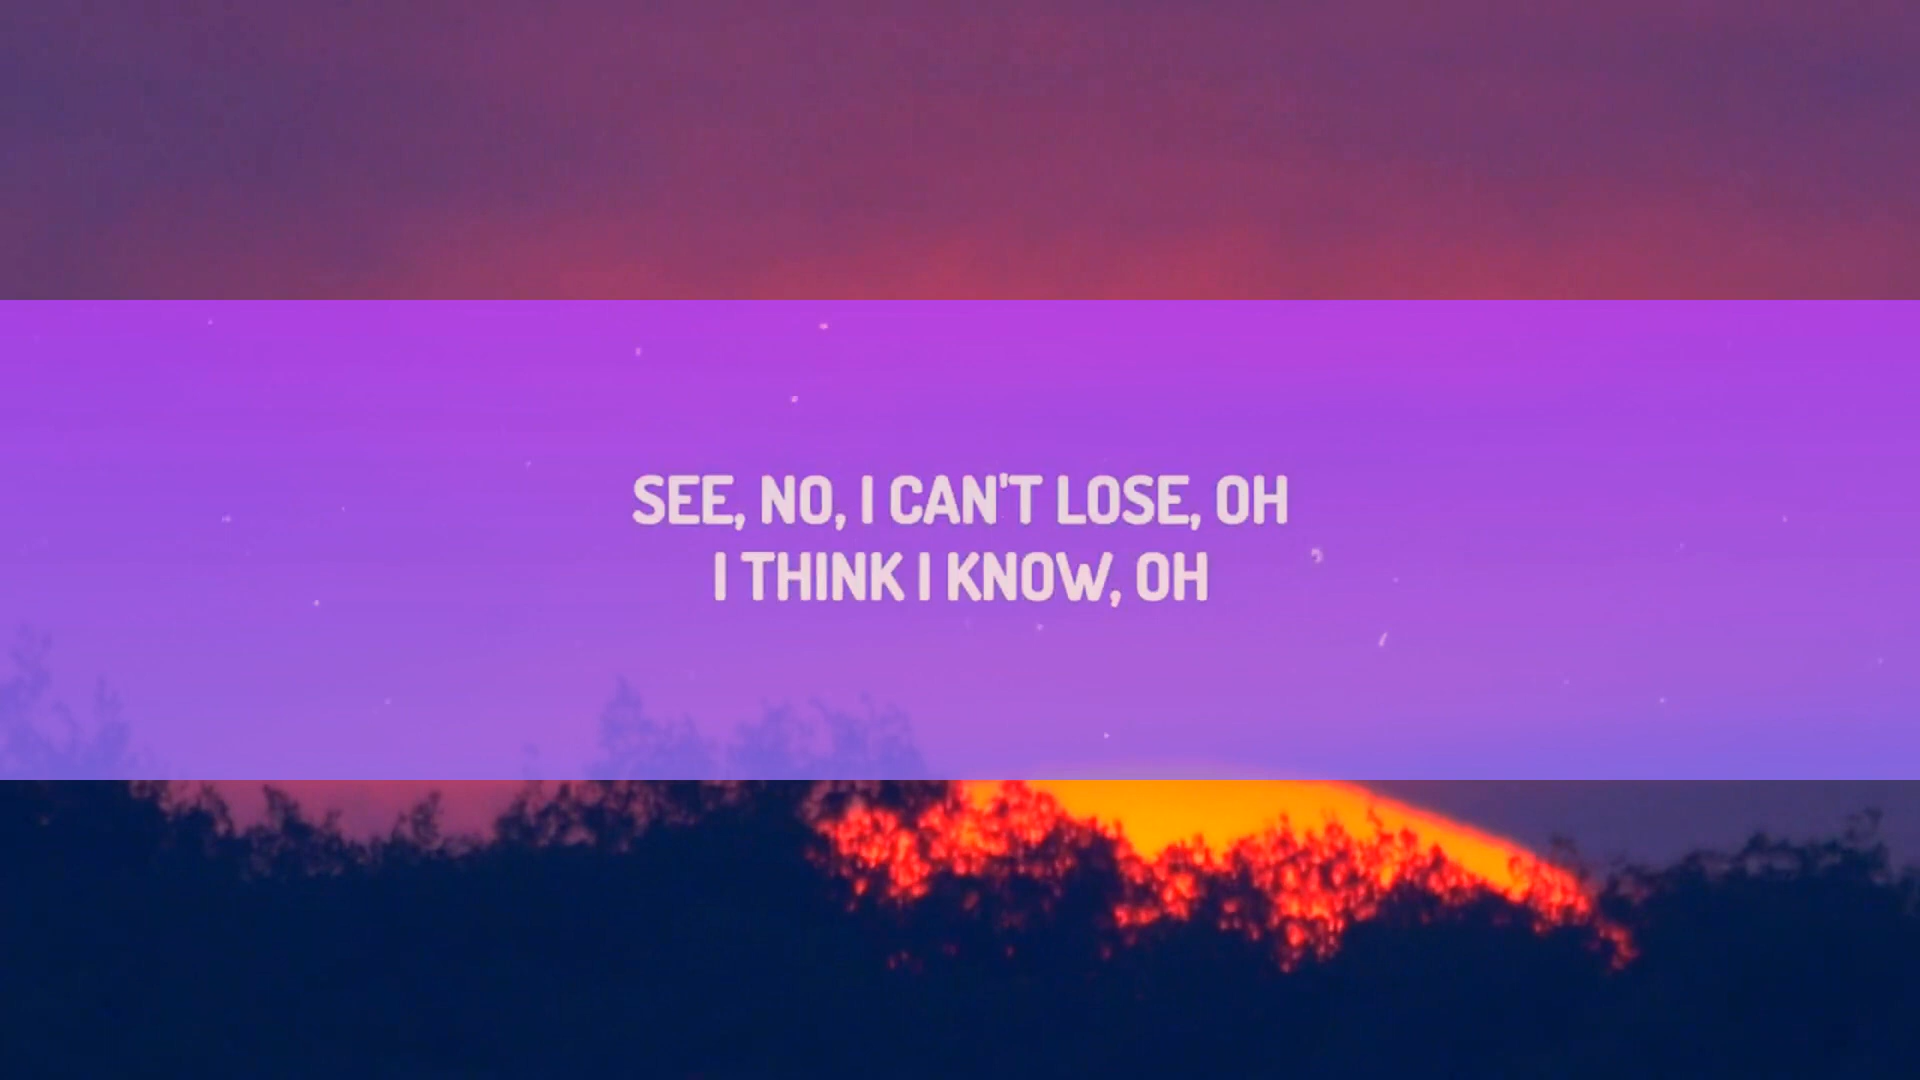 SEE, NO, I CAN'T LOSE, OH
I THINK I KNOW, OH